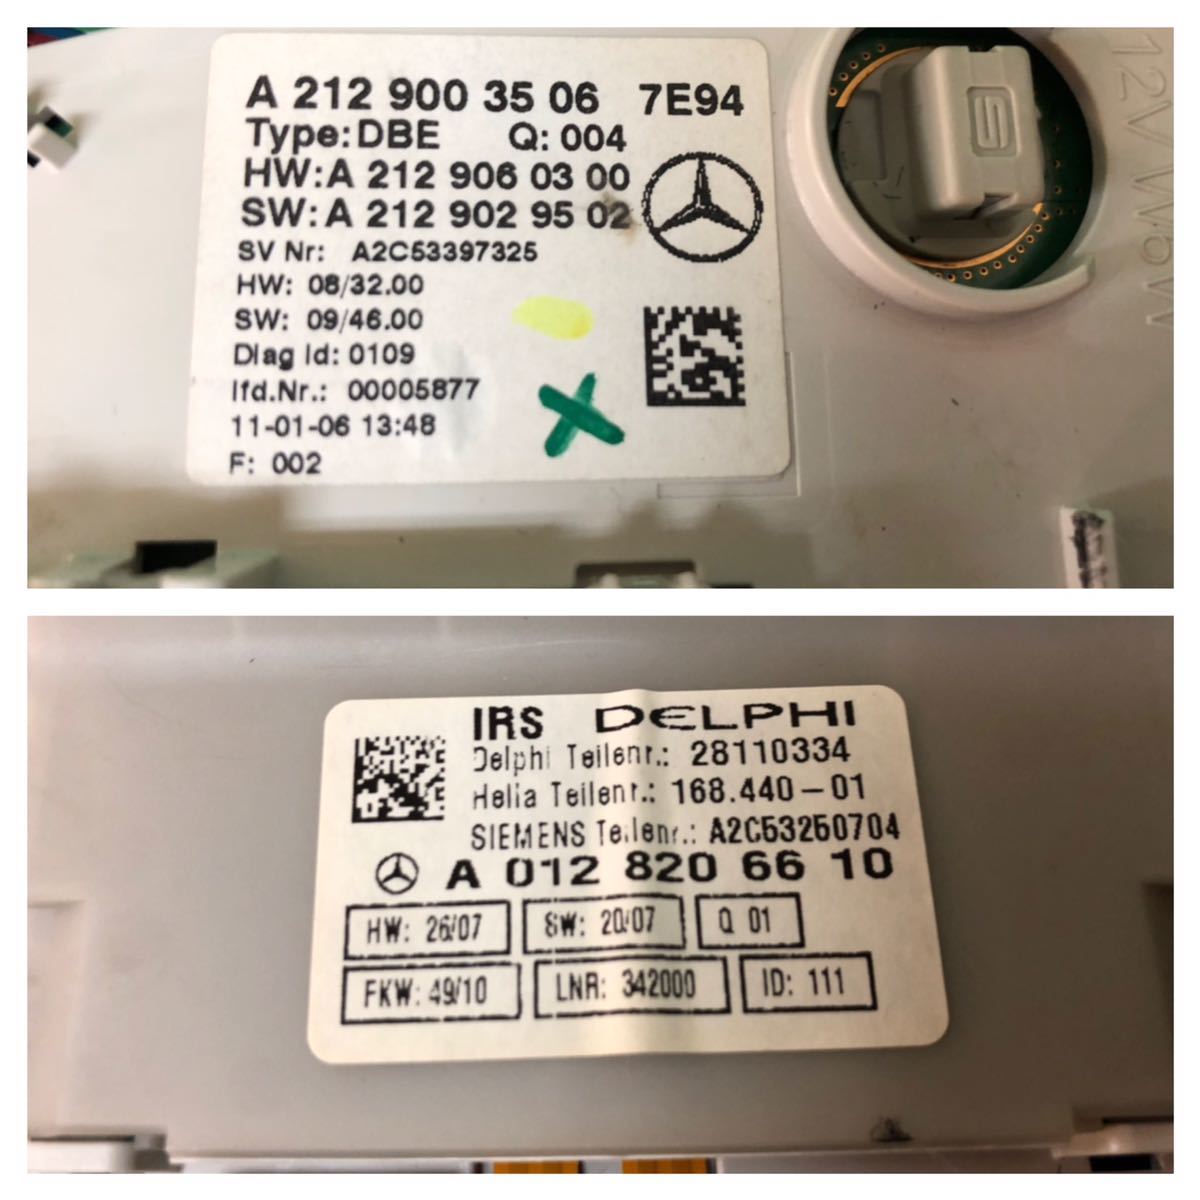 A 212 900 35 06 7E94
Type:DBE Q: 004
HW:A 212 906 03 00
SW:A 212 902 95 02
SV Nr: A2C53397325
HW: 08/32.00
SW: 09/46.00
Diag Id: 0109
lfd.Nr.: 00005877
11-01-06 13:48
F: 002
12V W6W
IRS DELPHI
Delphi Teilenr.: 28110334
Hella Teilenr.: 168.440-01
SIEMENS Teilenr.: A2C53250704
A 012 820 66 10
HW: 26/07 SW: 20/07 Q 01
FKW: 49/10 LNR: 342000 ID: 111